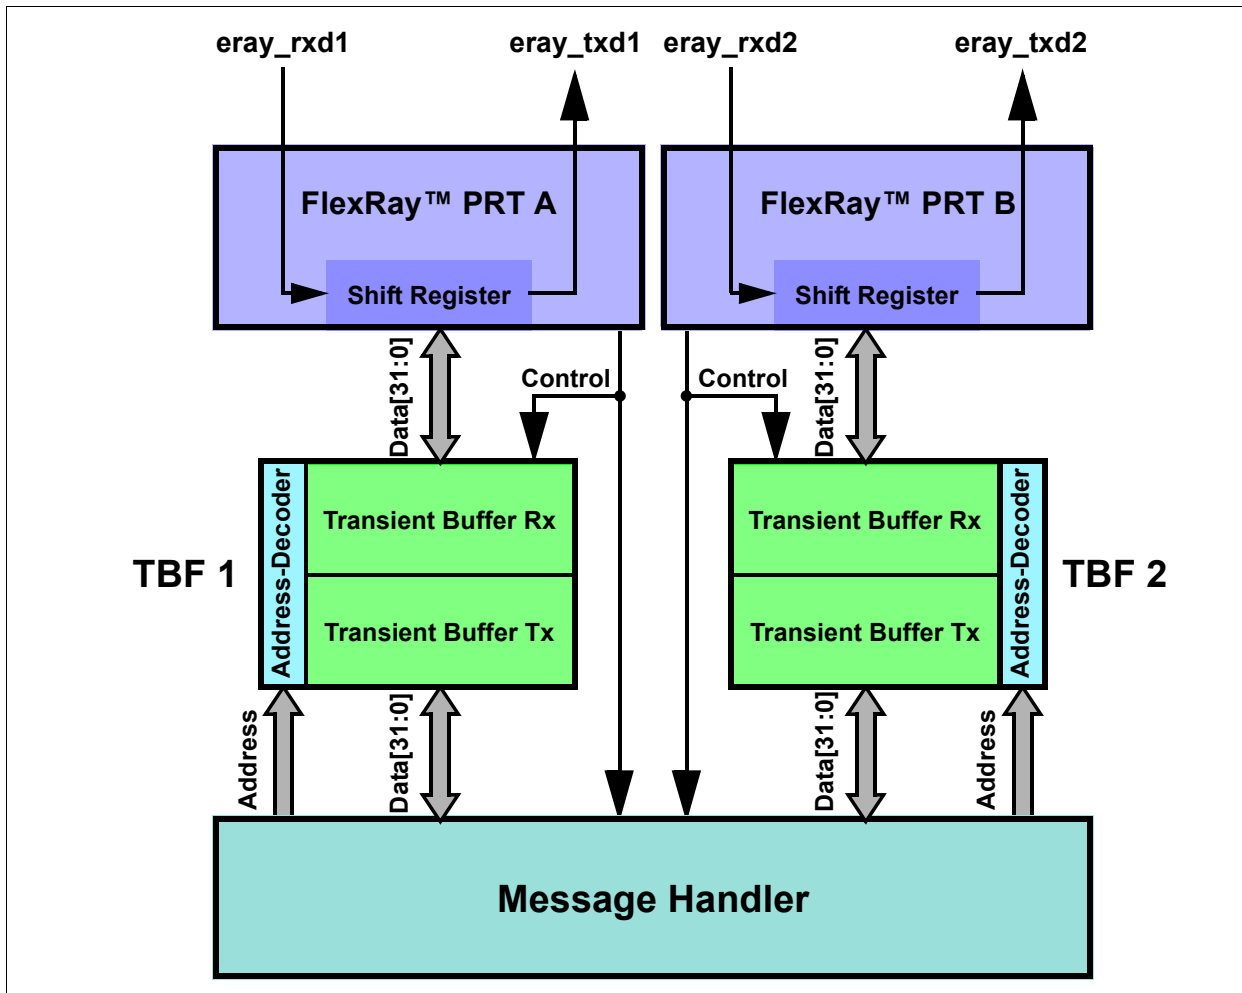 eray_rxd1
eray_txd1
eray_rxd2
eray_txd2
FlexRay™ PRT A
FlexRay™ PRT B
Shift Register
Shift Register
Data[31:0]
Control
Control
Data[31:0]
TBF 1
Address-Decoder
Transient Buffer Rx
Transient Buffer Tx
Transient Buffer Rx
Transient Buffer Tx
Address-Decoder
TBF 2
Address
Data[31:0]
Data[31:0]
Address
Message Handler